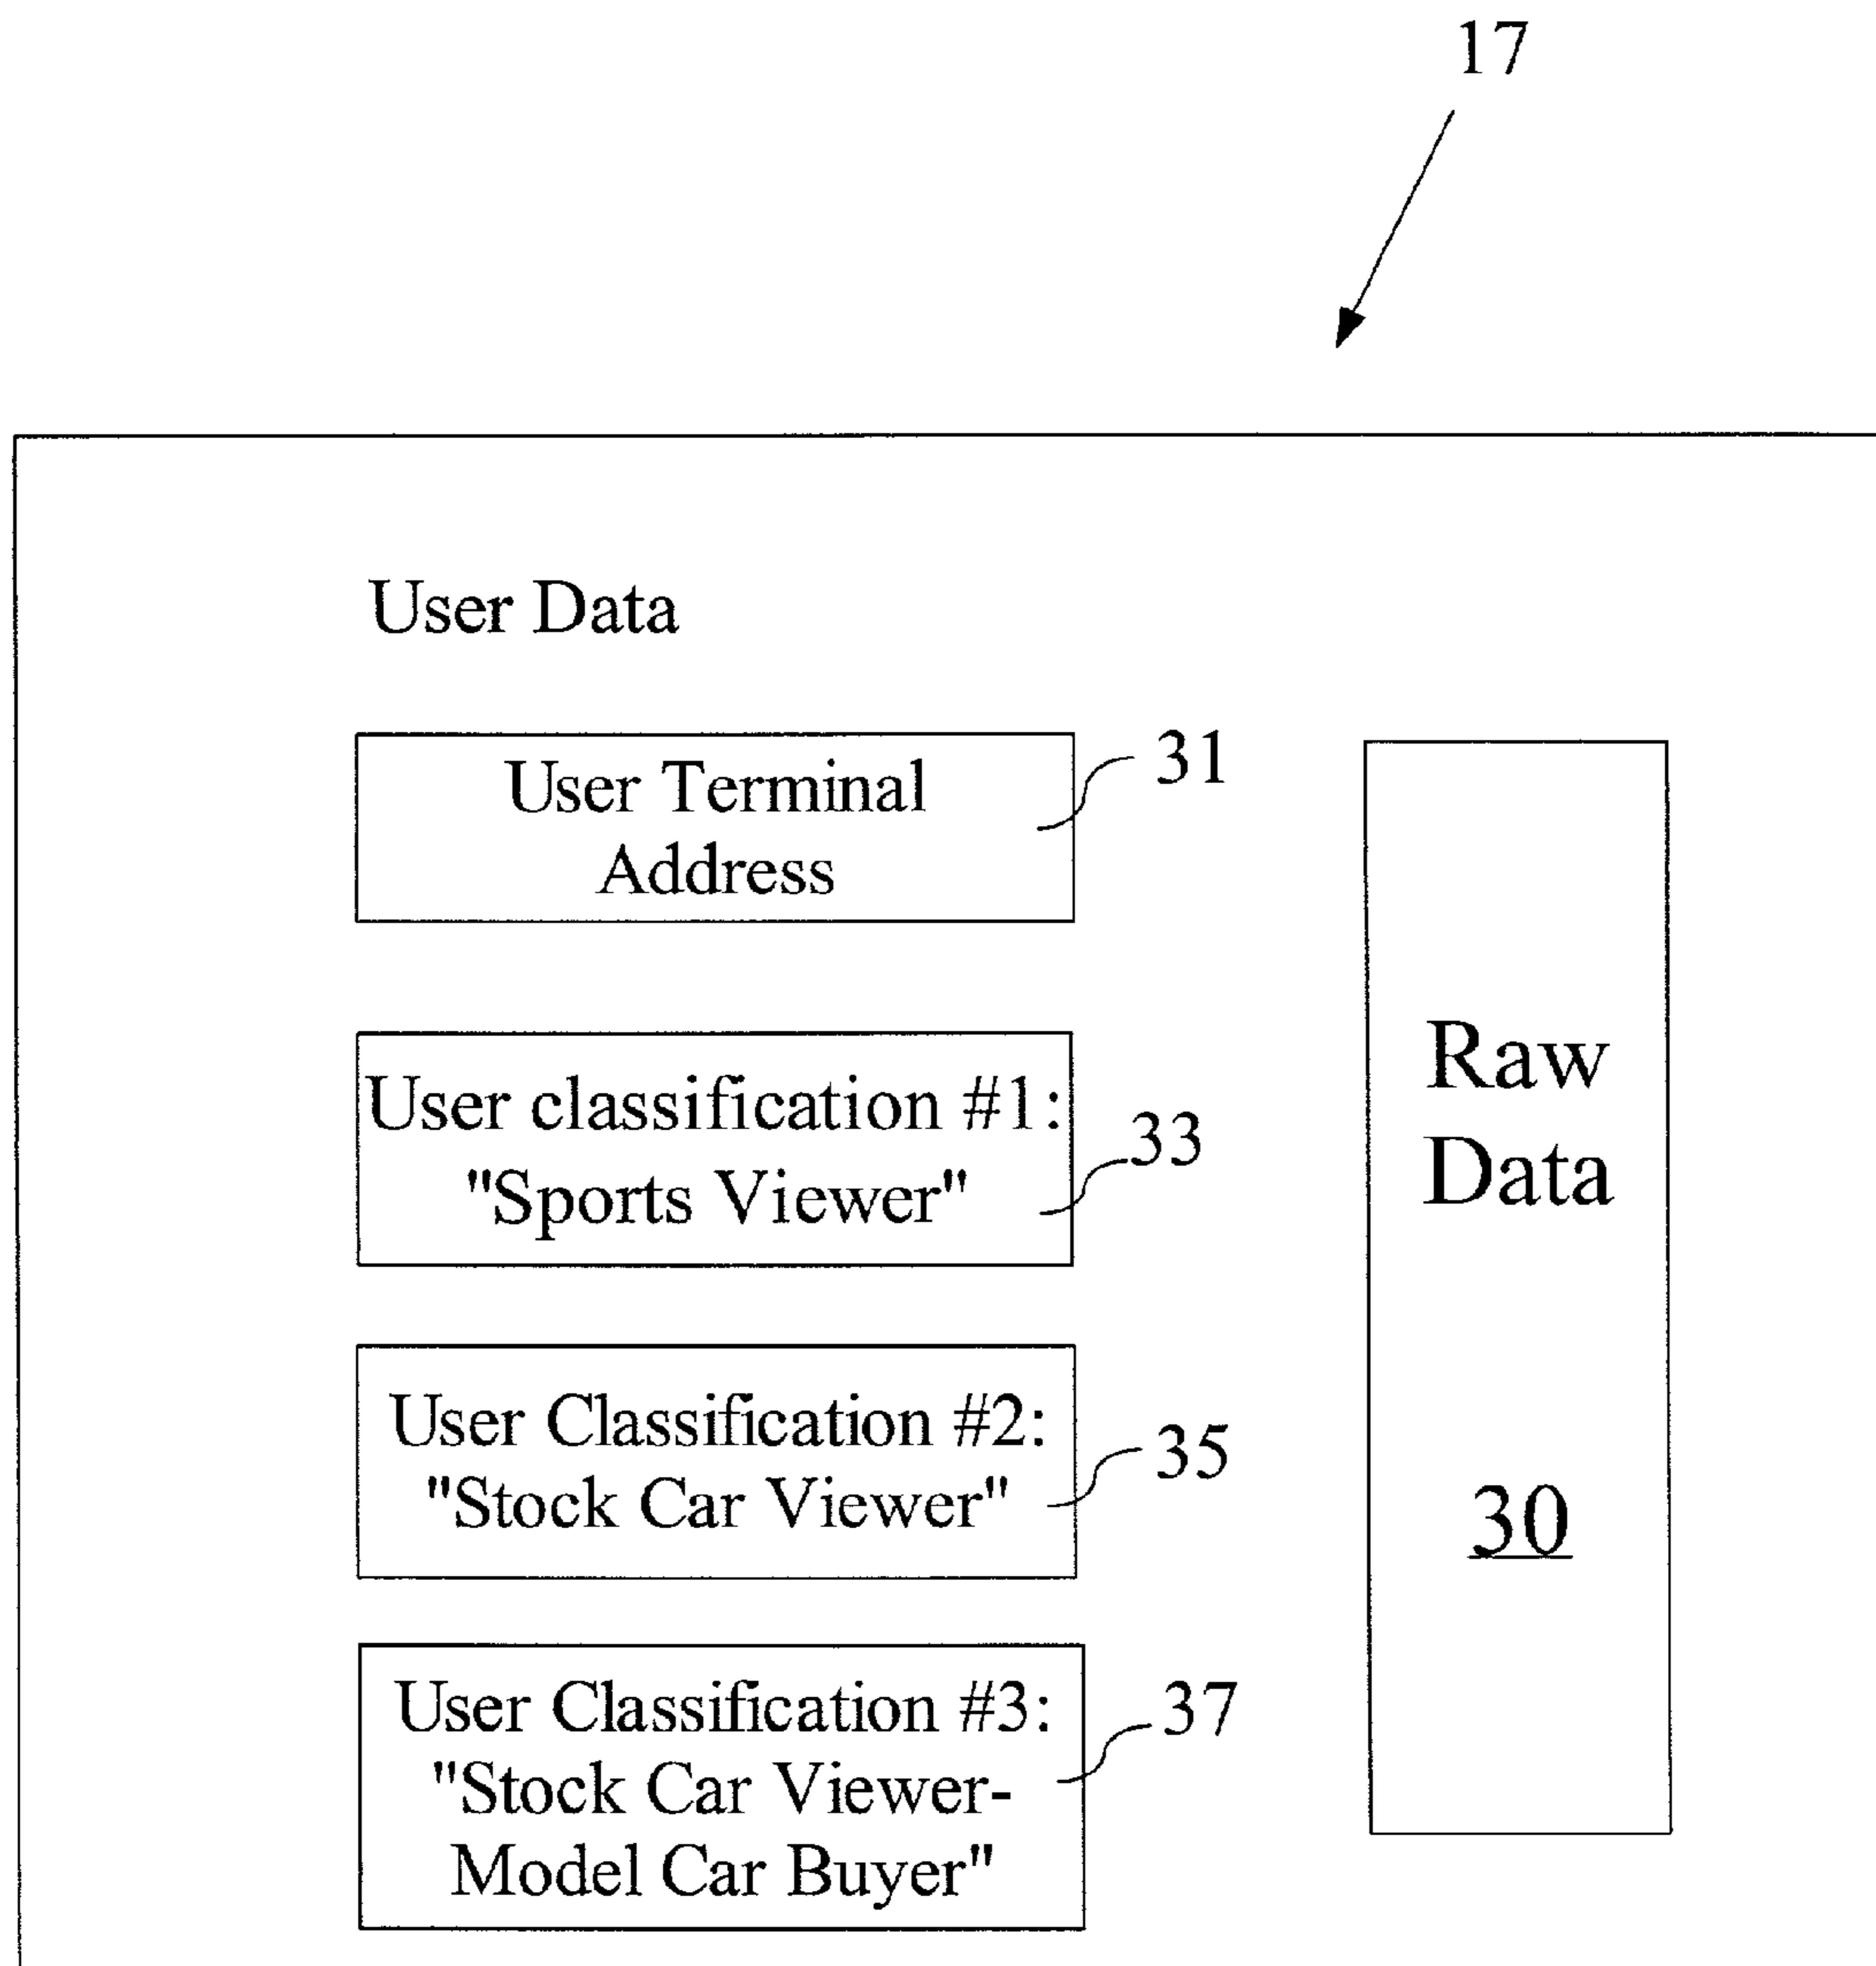 17
User Data
User Terminal
Address
31
User classification #1:
"Sports Viewer"
33
User Classification #2:
"Stock Car Viewer"
35
User Classification #3:
"Stock Car Viewer-
Model Car Buyer"
37
Raw
Data
30